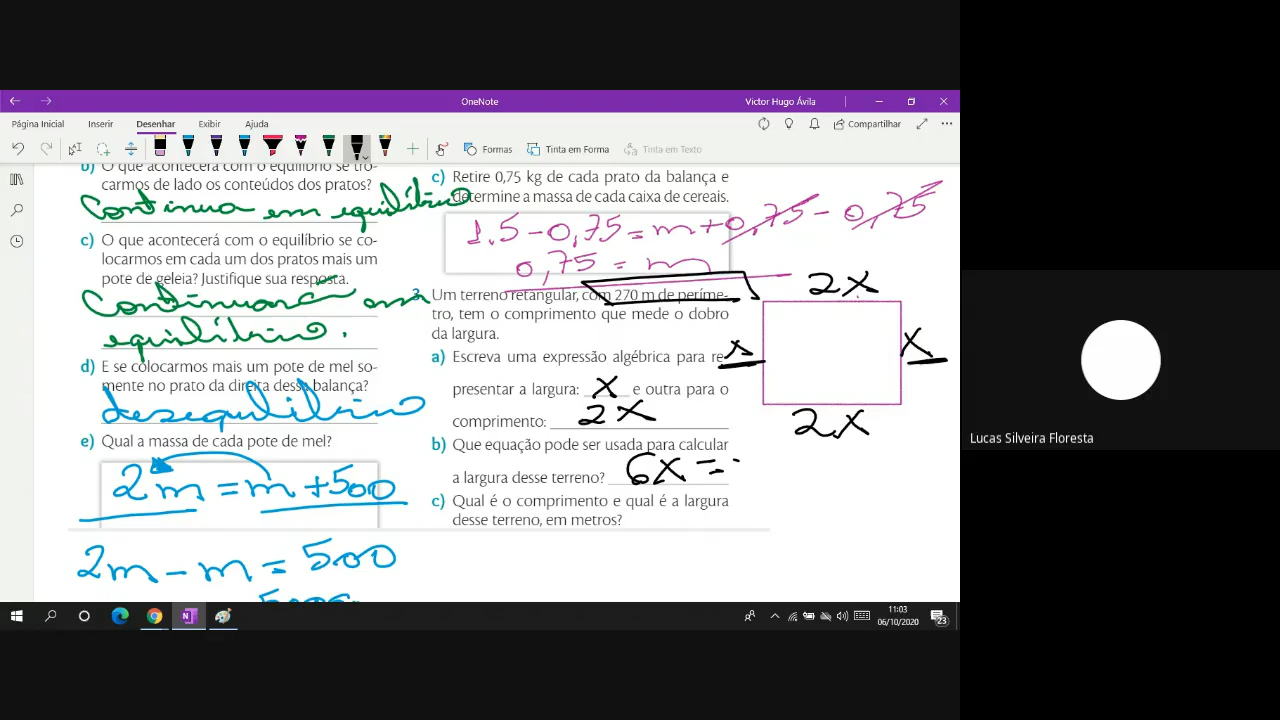 OneNote
Victor Hugo Ávila
Página Inicial Inserir Desenhar Exibir Ajuda
Compartilhar
Formas Tinta em Forma Tinta em Texto
b) O que acontecerá com o equilíbrio se tro-
carmos de lado os conteúdos dos pratos?
Continua em equilíbrio
c) O que acontecerá com o equilíbrio se co-
locarmos em cada um dos pratos mais um
pote de geleia? Justifique sua resposta.
Continuará em
equilíbrio.
d) E se colocarmos mais um pote de mel so-
mente no prato da direita dessa balança?
desequilíbrio
e) Qual a massa de cada pote de mel?
2m = m + 500
2m - m = 500
c) Retire 0,75 kg de cada prato da balança e
determine a massa de cada caixa de cereais.
1.5 - 0,75 = m + 0,75 - 0,75
0,75 = m
3. Um terreno retangular, com 270 m de períme-
tro, tem o comprimento que mede o dobro
da largura.
a) Escreva uma expressão algébrica para re-
presentar a largura: x e outra para o
comprimento: 2x
b) Que equação pode ser usada para calcular
a largura desse terreno? 6x =
c) Qual é o comprimento e qual é a largura
desse terreno, em metros?
2x
x x
2x
Lucas Silveira Floresta
11:03
06/10/2020
23